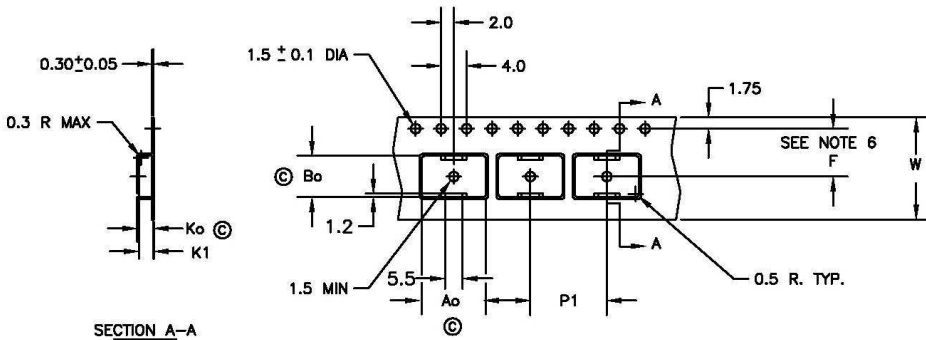 2.0
1.5 ± 0.1 DIA
0.30±0.05
4.0
1.75
A
0.3 R MAX
SEE NOTE 6
F
W
Ⓒ Bo
1.2
Ko Ⓒ
K1
A
5.5
1.5 MIN
Ao
P1
0.5 R. TYP.
Ⓒ
SECTION A-A